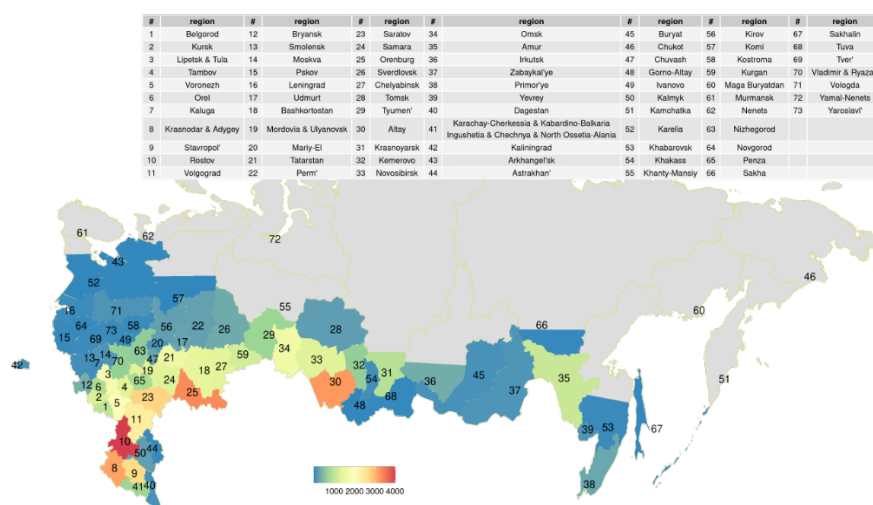 # region # region # region # region # region # region # region
1 Belgorod 12 Bryansk 23 Saratov 34 Omsk 45 Buryat 56 Kirov 67 Sakhalin
2 Kursk 13 Smolensk 24 Samara 35 Amur 46 Chukot 57 Komi 68 Tuva
3 Lipetsk & Tula 14 Moskva 25 Orenburg 36 Irkutsk 47 Chuvash 58 Kostroma 69 Tver'
4 Tambov 15 Pskov 26 Sverdlovsk 37 Zabaykal'ye 48 Gorno-Altay 59 Kurgan 70 Vladimir & Ryaza
5 Voronezh 16 Leningrad 27 Chelyabinsk 38 Primor'ye 49 Ivanovo 60 Maga Buryatdan 71 Vologda
6 Orel 17 Udmurt 28 Tomsk 39 Yevrey 50 Kalmyk 61 Murmansk 72 Yamal-Nenets
7 Kaluga 18 Bashkortostan 29 Tyumen' 40 Dagestan 51 Kamchatka 62 Nenets 73 Yaroslavl'
8 Krasnodar & Adygey 19 Mordovia & Ulyanovsk 30 Altay 41 Karachay-Cherkessia & Kabardino-Balkaria
Ingushetia & Chechnya & North Ossetia-Alania 52 Karelia 63 Nizhegorod
9 Stavropol' 20 Mariy-El 31 Krasnoyarsk 42 Kaliningrad 53 Khabarovsk 64 Novgorod
10 Rostov 21 Tatarstan 32 Kemerovo 43 Arkhangel'sk 54 Khakass 65 Penza
11 Volgograd 22 Perm' 33 Novosibirsk 44 Astrakhan' 55 Khanty-Mansiy 66 Sakha
61 62 72
43 46
52 57 55 60
16 71 66
64 73 58 56 22 26 28
15 69 49 20 17 29 34
42 13 7 14 70 63 47 21 59 33 32 31 36 45 35 51
3 19 18 27
12 6 4 65 24 25 30 54 48 68 37
2 1 5 23
11 39 53 67
10 50 44
8 9 38
41 40
1000 2000 3000 4000